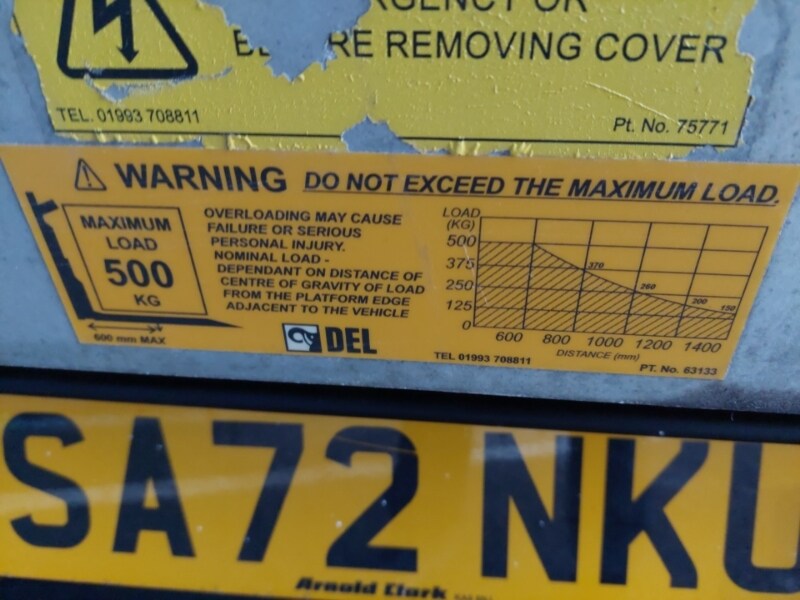 OR
REMOVING COVER
TEL. 01993 708811
Pt. No. 75771
WARNING DO NOT EXCEED THE MAXIMUM LOAD.
MAXIMUM
LOAD
500
KG
600 mm MAX
OVERLOADING MAY CAUSE
FAILURE OR SERIOUS
PERSONAL INJURY.
NOMINAL LOAD -
DEPENDANT ON DISTANCE OF
CENTRE OF GRAVITY OF LOAD
FROM THE PLATFORM EDGE
ADJACENT TO THE VEHICLE
DEL
LOAD
(KG)
500
375
250
125
0
370
260
200
150
600 800 1000 1200 1400
DISTANCE (mm)
TEL 01993 708811
PT. No. 63133
SA72 NKU
Arnold Clark